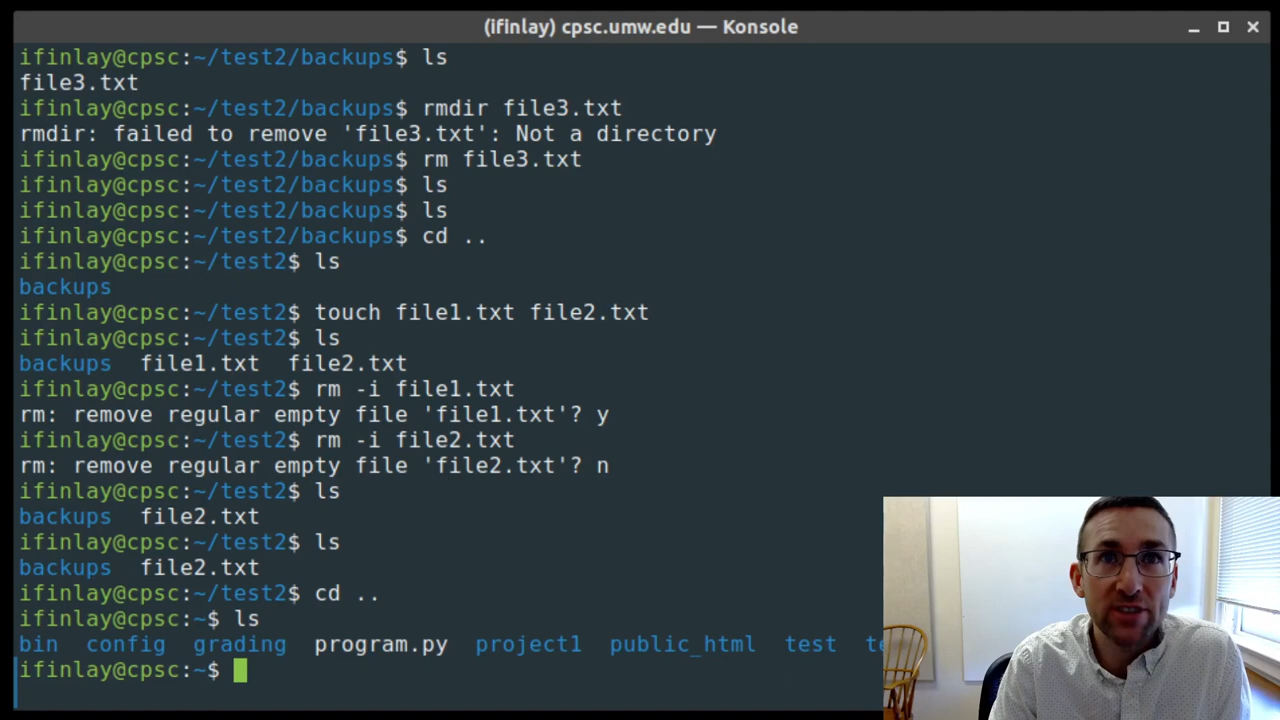 (ifinlay) cpsc.umw.edu — Konsole
ifinlay@cpsc:~/test2/backups$ ls
file3.txt
ifinlay@cpsc:~/test2/backups$ rmdir file3.txt
rmdir: failed to remove 'file3.txt': Not a directory
ifinlay@cpsc:~/test2/backups$ rm file3.txt
ifinlay@cpsc:~/test2/backups$ ls
ifinlay@cpsc:~/test2/backups$ ls
ifinlay@cpsc:~/test2/backups$ cd ..
ifinlay@cpsc:~/test2$ ls
backups
ifinlay@cpsc:~/test2$ touch file1.txt file2.txt
ifinlay@cpsc:~/test2$ ls
backups  file1.txt  file2.txt
ifinlay@cpsc:~/test2$ rm -i file1.txt
rm: remove regular empty file 'file1.txt'? y
ifinlay@cpsc:~/test2$ rm -i file2.txt
rm: remove regular empty file 'file2.txt'? n
ifinlay@cpsc:~/test2$ ls
backups  file2.txt
ifinlay@cpsc:~/test2$ ls
backups  file2.txt
ifinlay@cpsc:~/test2$ cd ..
ifinlay@cpsc:~$ ls
bin  config  grading  program.py  project1  public_html  test
ifinlay@cpsc:~$